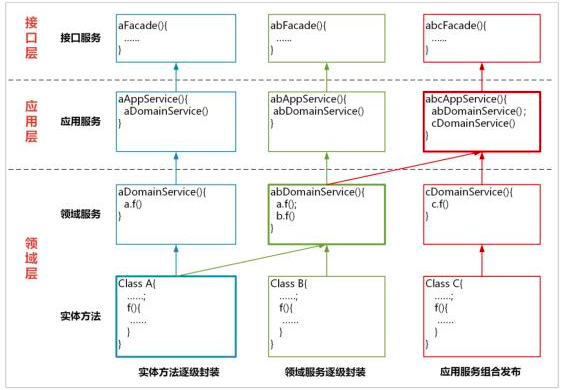 接口层
接口服务
aFacade(){
......
}
abFacade(){
......
}
abcFacade(){
......
}
应用层
应用服务
aAppService(){
aDomainService()
}
abAppService(){
abDomainService()
}
abcAppService(){
abDomainService();
cDomainService()
}
领域层
领域服务
aDomainService(){
a.f()
}
abDomainService(){
a.f();
b.f()
}
cDomainService(){
c.f()
}
实体方法
Class A{
......;
f(){
......
}
}
Class B{
......;
f(){
......
}
}
Class C{
......;
f(){
......
}
}
实体方法逐级封装
领域服务逐级封装
应用服务组合发布